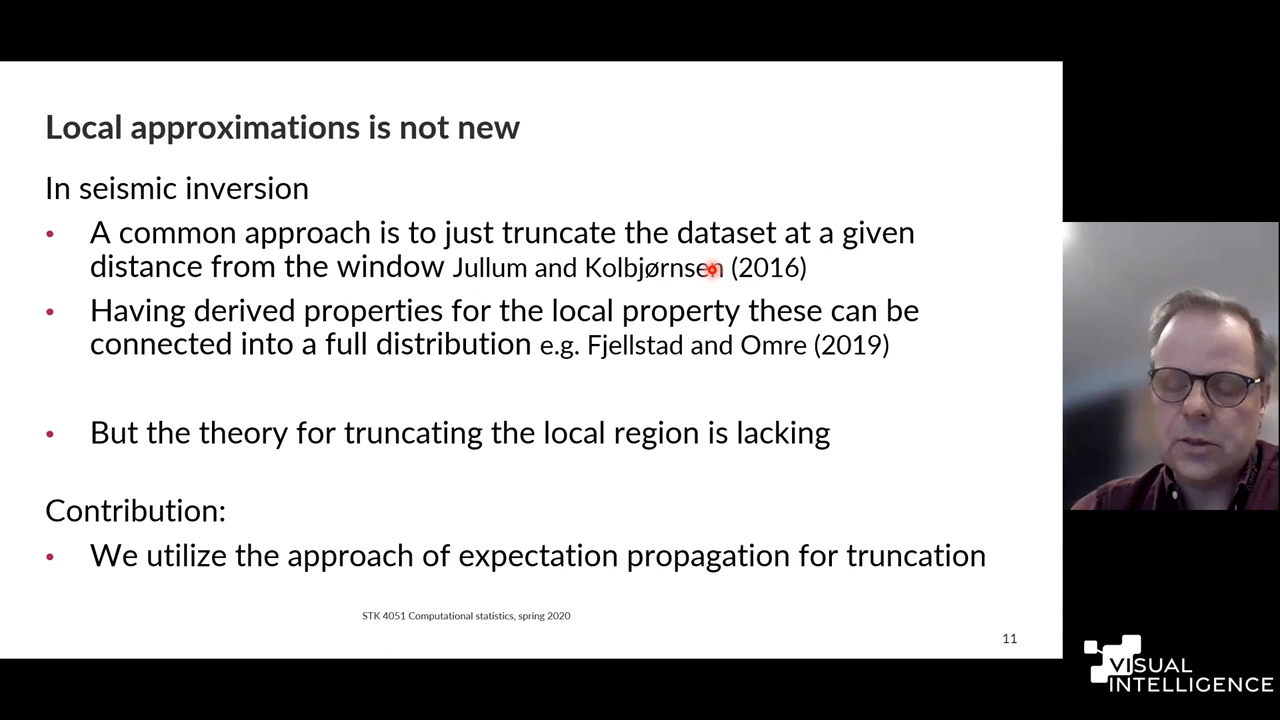 Local approximations is not new
In seismic inversion
• A common approach is to just truncate the dataset at a given
distance from the window Jullum and Kolbjørnsen (2016)
• Having derived properties for the local property these can be
connected into a full distribution e.g. Fjellstad and Omre (2019)
• But the theory for truncating the local region is lacking
Contribution:
• We utilize the approach of expectation propagation for truncation
STK 4051 Computational statistics, spring 2020
11
VISUAL
INTELLIGENCE